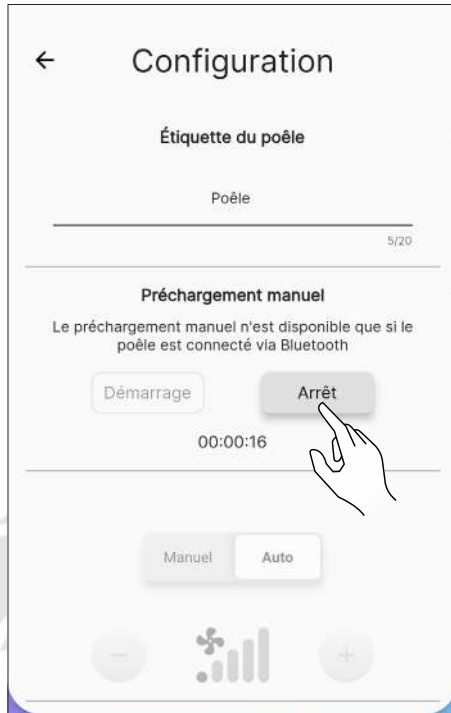 Configuration
Étiquette du poêle
Poêle
5/20
Préchargement manuel
Le préchargement manuel n'est disponible que si le
poêle est connecté via Bluetooth
Démarrage
Arrêt
00:00:16
Manuel
Auto